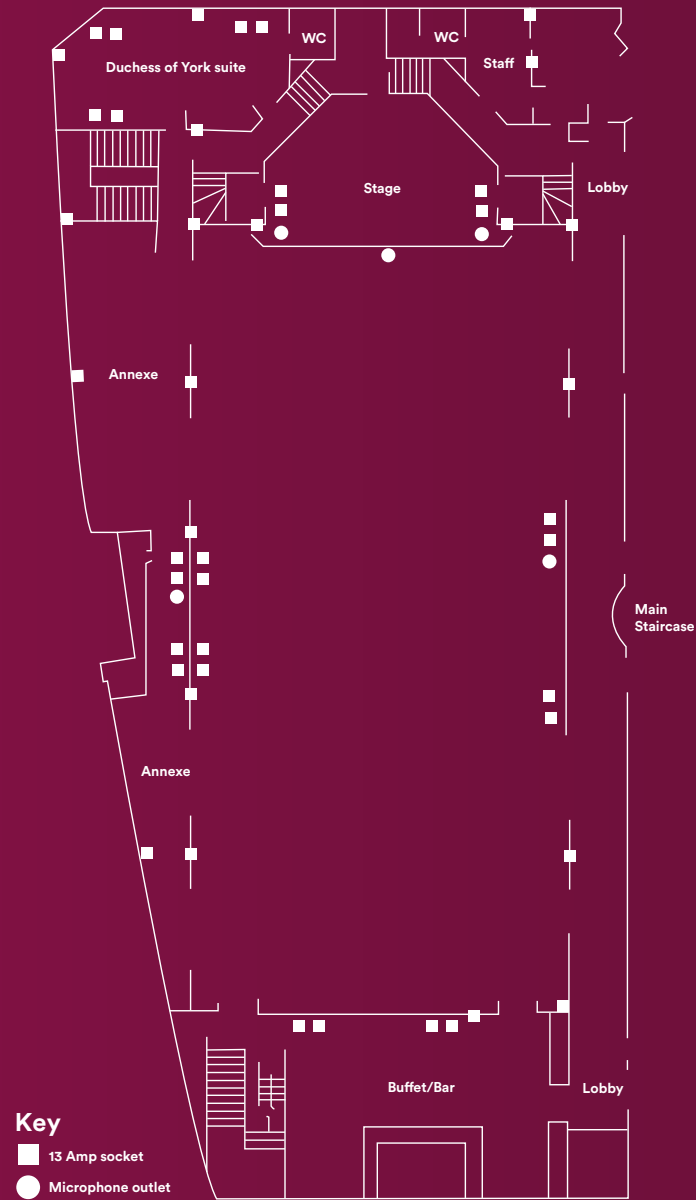 WC
WC
Staff
Duchess of York suite
Stage
Lobby
Annexe
Main
Staircase
Annexe
Buffet/Bar
Lobby
Key
13 Amp socket
Microphone outlet